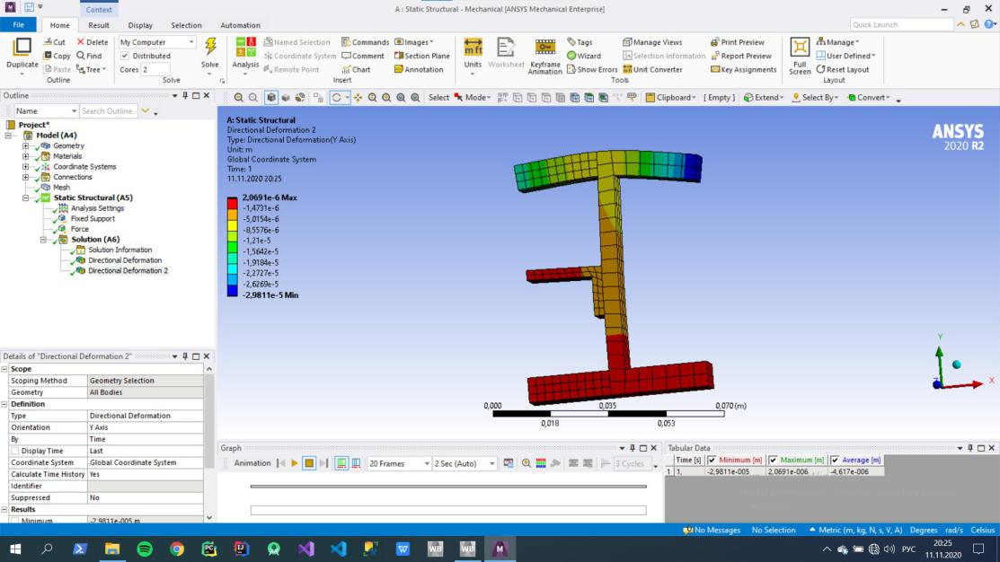 Context
A : Static Structural - Mechanical [ANSYS Mechanical Enterprise]
File Home Result Display Selection Automation
Quick Launch
Duplicate
Cut
Copy
Paste
Delete
Find
Tree
Outline
My Computer
Distributed
Cores 2
Solve
Solve
Analysis
Named Selection
Coordinate System
Remote Point
Commands
Comment
Chart
Images
Section Plane
Annotation
Insert
Units
Worksheet
Keyframe
Animation
Tags
Wizard
Show Errors
Manage Views
Selection Information
Unit Converter
Print Preview
Report Preview
Key Assignments
Tools
Full
Screen
Manage
User Defined
Reset Layout
Layout
Outline
Name
Search Outline
Select Mode Clipboard [ Empty ] Extend Select By Convert
Project*
Model (A4)
Geometry
Materials
Coordinate Systems
Connections
Mesh
Static Structural (A5)
Analysis Settings
Fixed Support
Force
Solution (A6)
Solution Information
Directional Deformation
Directional Deformation 2
A: Static Structural
Directional Deformation 2
Type: Directional Deformation(Y Axis)
Unit: m
Global Coordinate System
Time: 1
11.11.2020 20:25
2,0691e-6 Max
-1,4731e-6
-5,0154e-6
-8,5576e-6
-1,21e-5
-1,5642e-5
-1,9184e-5
-2,2727e-5
-2,6269e-5
-2,9811e-5 Min
ANSYS
2020 R2
Y
X
Z
0,000 0,035 0,070 (m)
0,018 0,053
Details of "Directional Deformation 2"
Scope
Scoping Method Geometry Selection
Geometry All Bodies
Definition
Type Directional Deformation
Orientation Y Axis
By Time
Display Time Last
Coordinate System Global Coordinate System
Calculate Time History Yes
Identifier
Suppressed No
Results
Minimum -2,9811e-005 m
Graph
Animation 20 Frames 2 Sec (Auto) 3 Cycles
Tabular Data
Time [s] Minimum [m] Maximum [m] Average [m]
1 1, -2,9811e-005 2,0691e-006 -4,617e-006
No Messages No Selection Metric (m, kg, N, s, V, A) Degrees rad/s Celsius
PC IJ WB WB M
РУС
20:25
11.11.2020